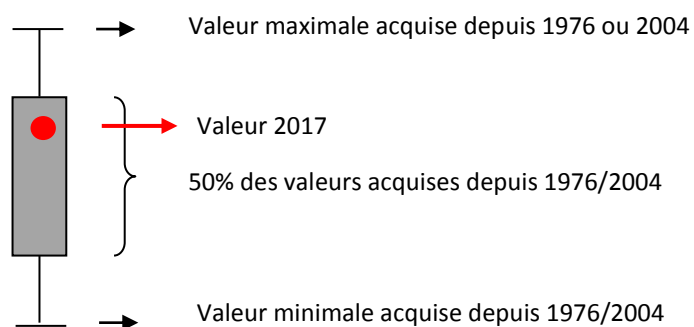 Valeur maximale acquise depuis 1976 ou 2004
Valeur 2017
50% des valeurs acquises depuis 1976/2004
Valeur minimale acquise depuis 1976/2004